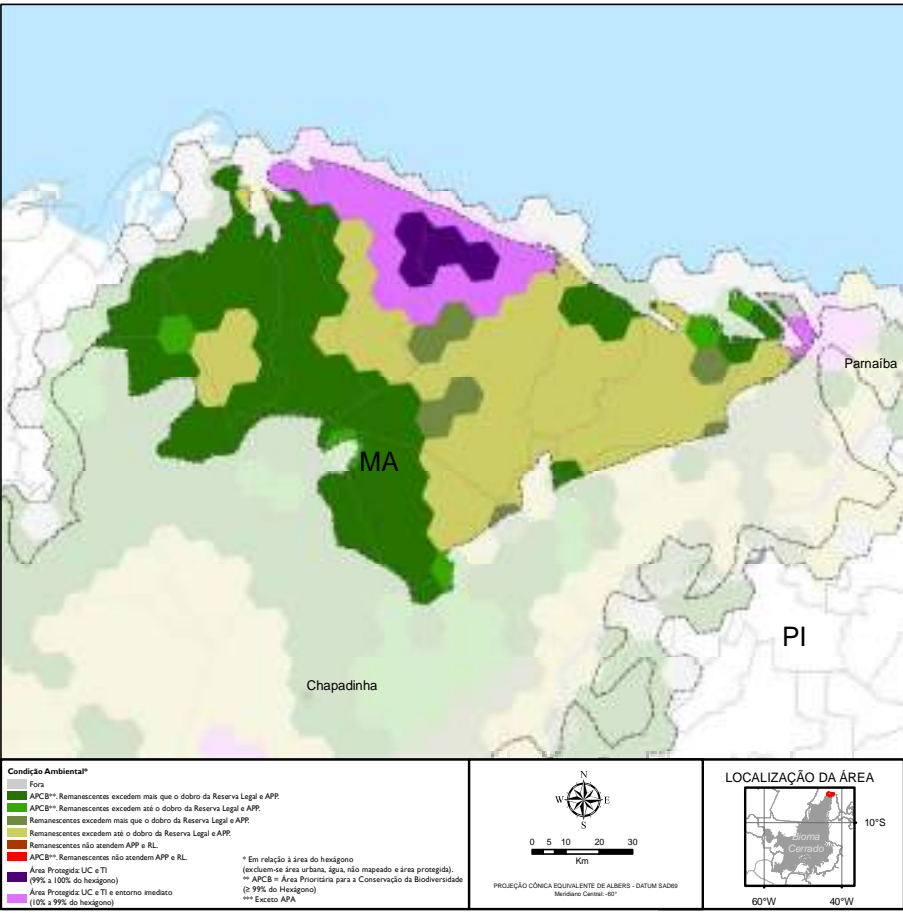 Parnaíba
MA
PI
Chapadinha
Condição Ambiental*
Fora
APCB**. Remanescentes excedem mais que o dobro da Reserva Legal e APP.
APCB**. Remanescentes excedem até o dobro da Reserva Legal e APP.
Remanescentes excedem mais que o dobro da Reserva Legal e APP.
Remanescentes excedem até o dobro da Reserva Legal e APP.
Remanescentes não atendem APP e RL.
APCB**. Remanescentes não atendem APP e RL.
Área Protegida: UC e TI
(99% a 100% do hexágono)
Área Protegida: UC e TI e entorno imediato
(10% a 99% do hexágono)
* Em relação à área do hexágono
(excluem-se área urbana, água, não mapeado e área protegida).
** APCB = Área Prioritária para a Conservação da Biodiversidade
(≥ 99% do Hexágono)
*** Exceto APA
N
W E
S
0 5 10 20 30
Km
PROJEÇÃO CÔNICA EQUIVALENTE DE ALBERS - DATUM SAD69
Meridiano Central: -60°
LOCALIZAÇÃO DA ÁREA
Bioma
Cerrado
10°S
60°W 40°W